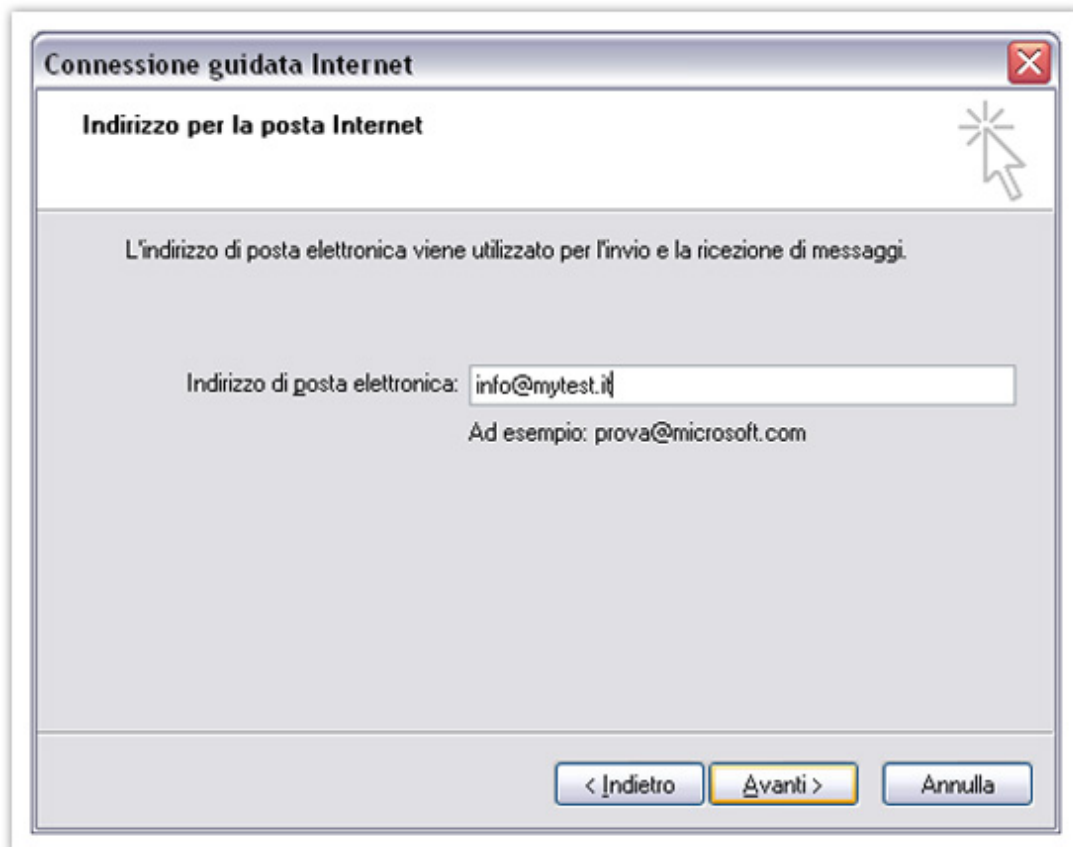 Connessione guidata Internet
Indirizzo per la posta Internet
L'indirizzo di posta elettronica viene utilizzato per l'invio e la ricezione di messaggi.
Indirizzo di posta elettronica: info@mytest.it
Ad esempio: prova@microsoft.com
< Indietro Avanti > Annulla